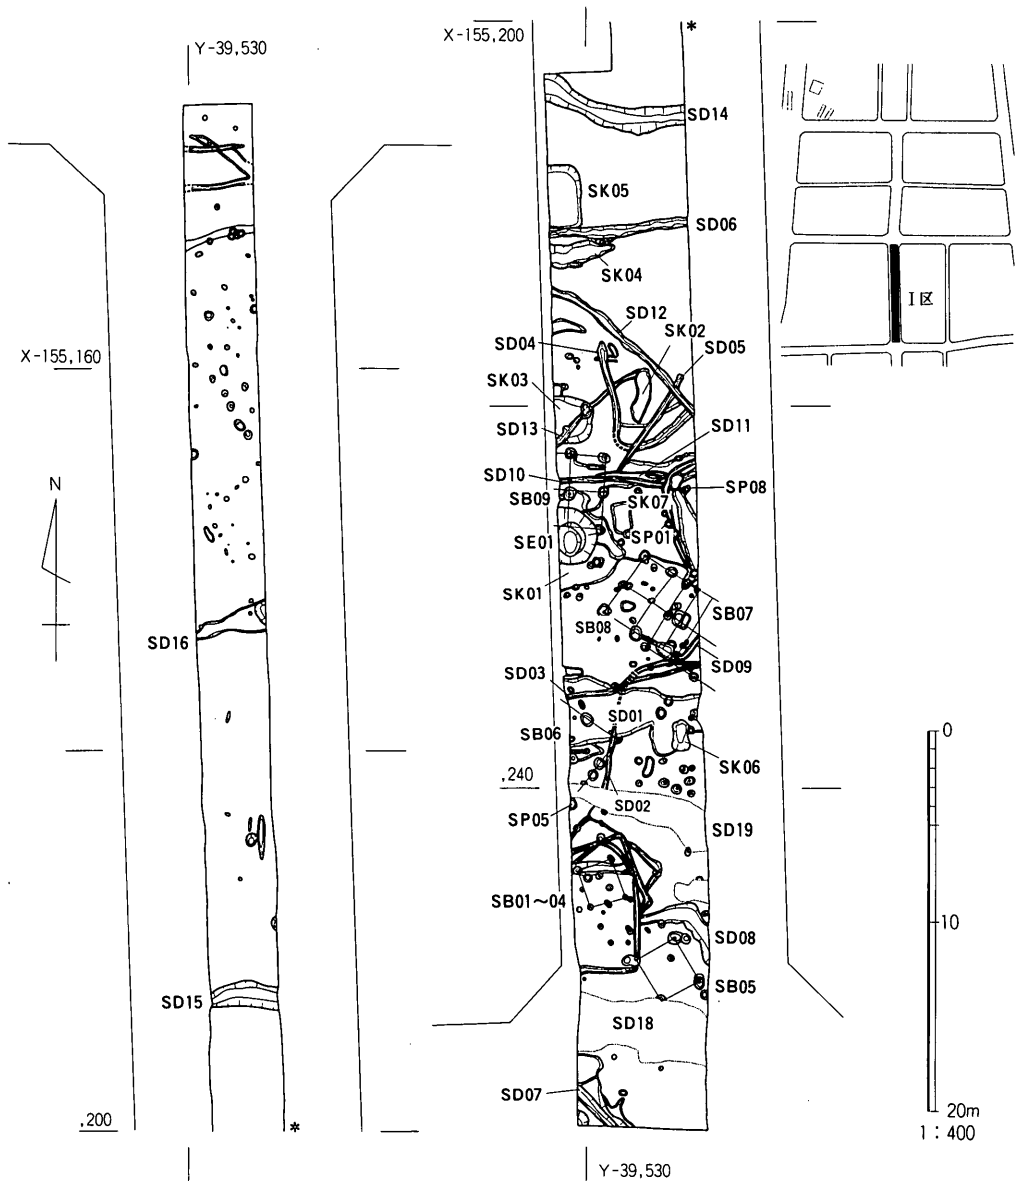 Y-39,530
X-155,160
N
SD16
SD15
,200
*
X-155,200
*
SD14
SK05
SD06
SK04
SD12
SK02
SD04
SD05
SK03
SD13
SD11
SD10
SP08
SB09
SK07
SE01
SP01
SK01
SB07
SB08
SD09
SD03
SD01
SB06
SK06
,240
SD02
SP05
SD19
SB01~04
SD08
SB05
SD18
SD07
Y-39,530
I区
0
10
20m
1:400